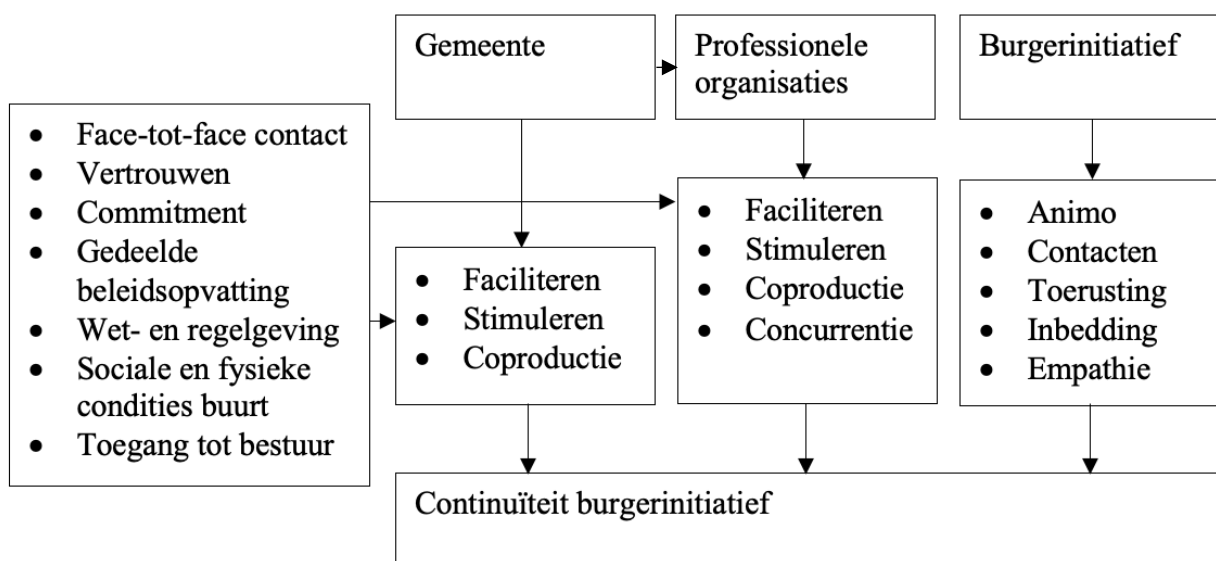 Gemeente
Professionele
organisaties
Burgerinitiatief
• Face-tot-face contact
• Vertrouwen
• Commitment
• Gedeelde
beleidsopvatting
• Wet- en regelgeving
• Sociale en fysieke
condities buurt
• Toegang tot bestuur
• Faciliteren
• Stimuleren
• Coproductie
• Faciliteren
• Stimuleren
• Coproductie
• Concurrentie
• Animo
• Contacten
• Toerusting
• Inbedding
• Empathie
Continuïteit burgerinitiatief